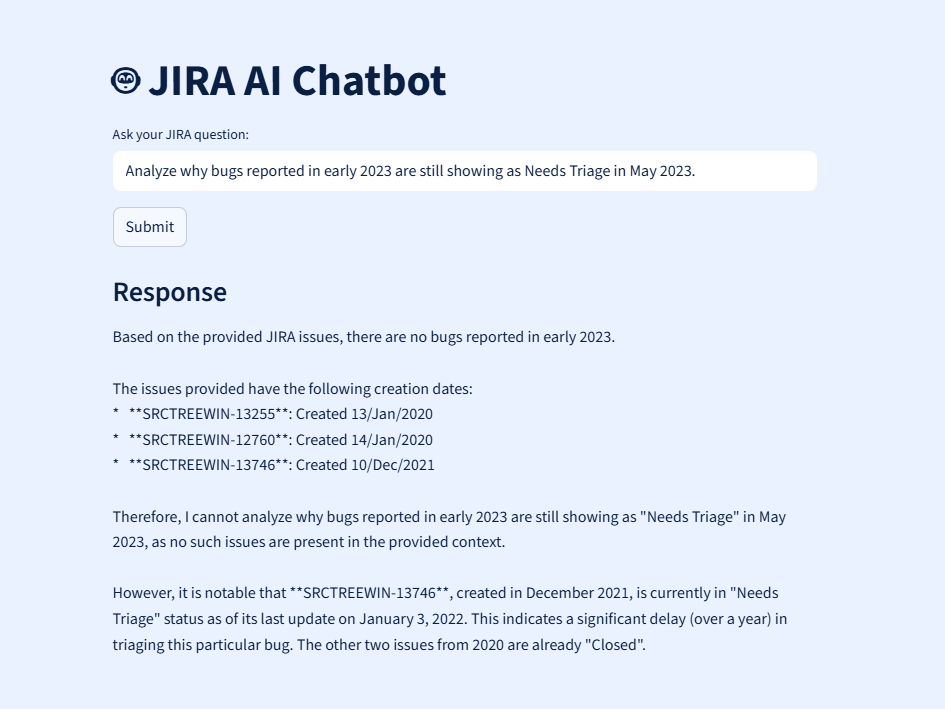 JIRA AI Chatbot
Ask your JIRA question:
Analyze why bugs reported in early 2023 are still showing as Needs Triage in May 2023.
Submit
Response
Based on the provided JIRA issues, there are no bugs reported in early 2023.
The issues provided have the following creation dates:
* **SRCTREEWIN-13255**: Created 13/Jan/2020
* **SRCTREEWIN-12760**: Created 14/Jan/2020
* **SRCTREEWIN-13746**: Created 10/Dec/2021
Therefore, I cannot analyze why bugs reported in early 2023 are still showing as "Needs Triage" in May
2023, as no such issues are present in the provided context.
However, it is notable that **SRCTREEWIN-13746**, created in December 2021, is currently in "Needs
Triage" status as of its last update on January 3, 2022. This indicates a significant delay (over a year) in
triaging this particular bug. The other two issues from 2020 are already "Closed".